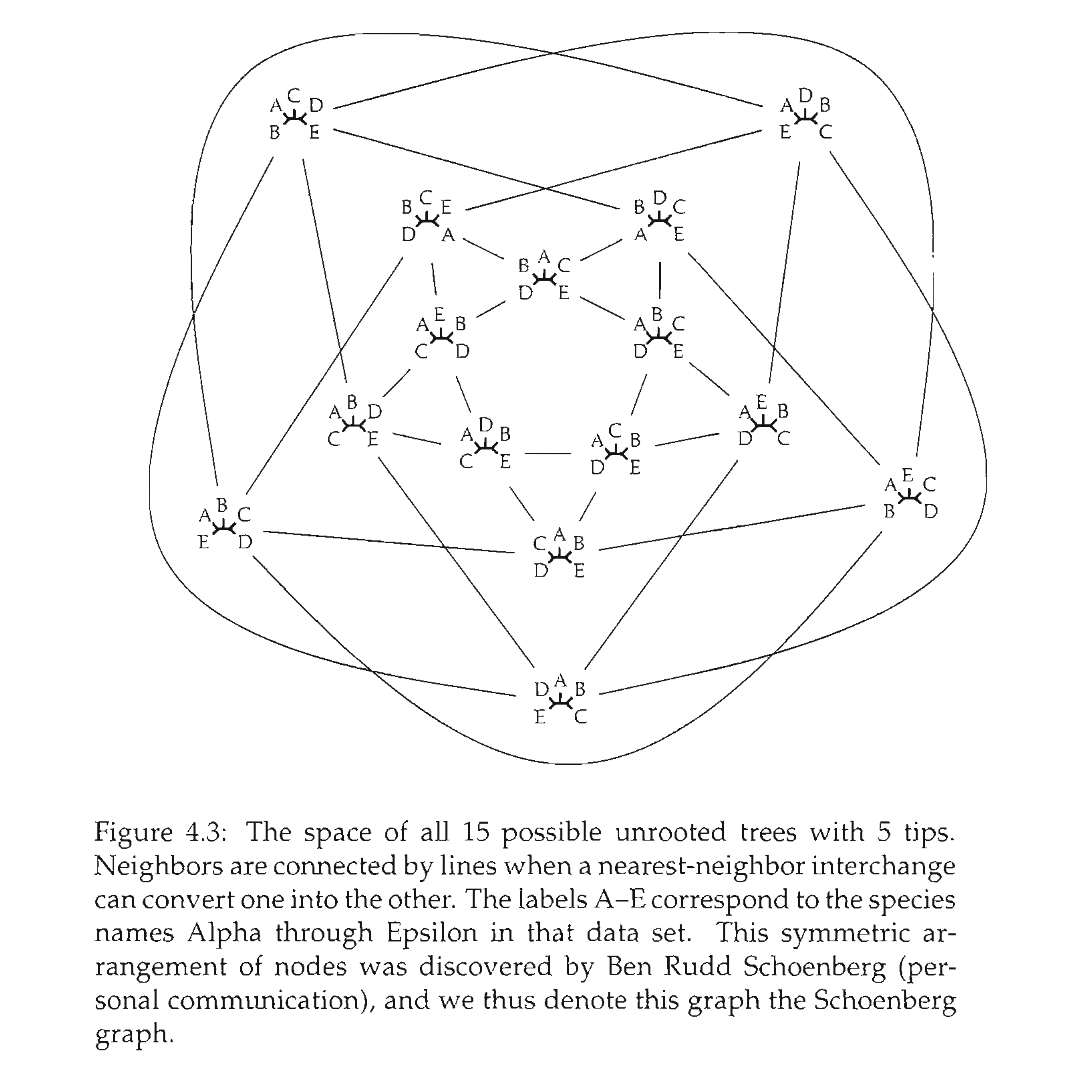 C
A D
B E
D
A B
E C
C
B E
D A
D
B C
A E
A
B C
D E
E
A B
C D
B
A C
D E
B
A D
C E
D
A B
C E
C
A B
D E
E
A B
D C
B
A C
E D
E
A C
B D
A
C B
D E
A
D B
E C
Figure 4.3: The space of all 15 possible unrooted trees with 5 tips.
Neighbors are connected by lines when a nearest-neighbor interchange
can convert one into the other. The labels A–E correspond to the species
names Alpha through Epsilon in that data set. This symmetric ar-
rangement of nodes was discovered by Ben Rudd Schoenberg (per-
sonal communication), and we thus denote this graph the Schoenberg
graph.